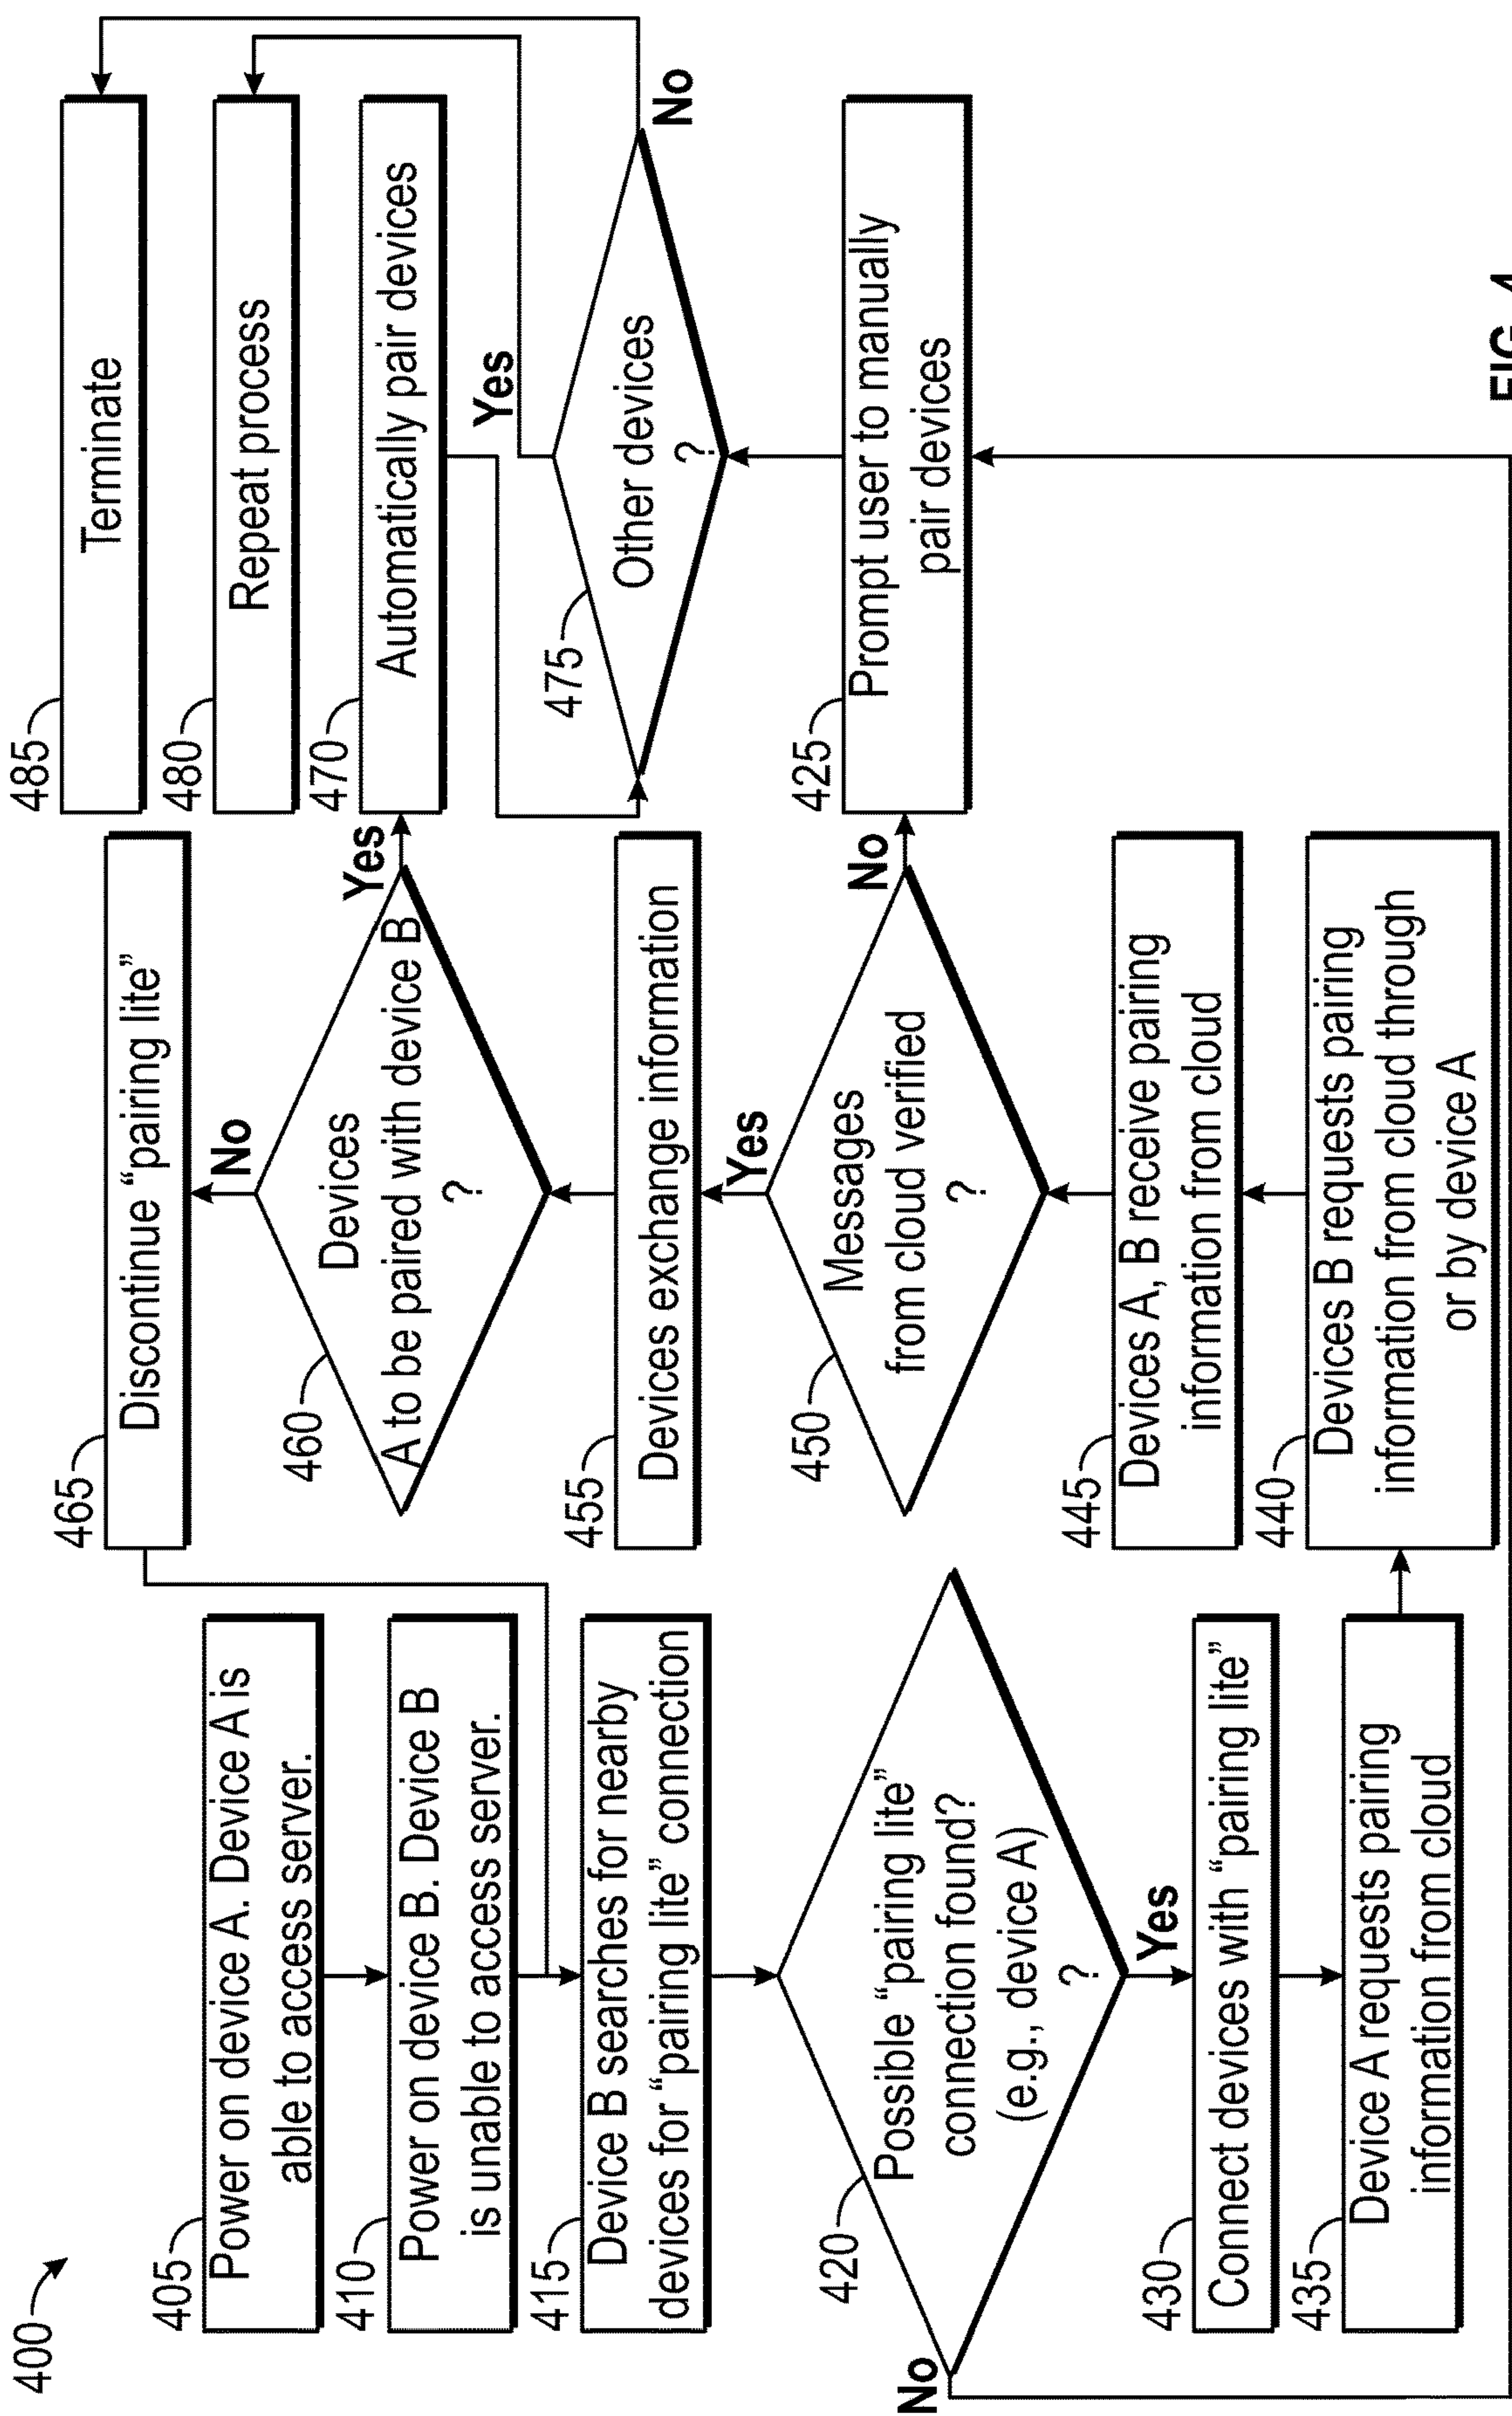 400
405
Power on device A. Device A is
able to access server.
410
Power on device B. Device B
is unable to access server.
415
Device B searches for nearby
devices for “pairing lite” connection
420
Possible “pairing lite”
connection found?
(e.g., device A)
?
No
Yes
430
Connect devices with “pairing lite”
435
Device A requests pairing
information from cloud
465
Discontinue “pairing lite”
No
460
Devices
A to be paired with device B
?
Yes
455
Devices exchange information
Yes
450
Messages
from cloud verified
?
No
445
Devices A, B receive pairing
information from cloud
440
Devices B requests pairing
information from cloud through
or by device A
485
Terminate
480
Repeat process
470
Automatically pair devices
Yes
475
Other devices
?
No
425
Prompt user to manually
pair devices
FIG. 4